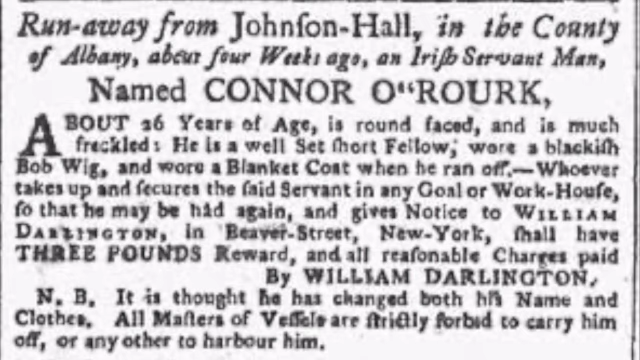 Run-away from Johnſon-Hall, in the County
of Albany, about four Weeks ago, an Iriſh Servant Man,
Named CONNOR O"ROURK,
ABOUT 26 Years of Age, is round faced, and is much
freckled: He is a well Set ſhort Fellow; wore a blackiſh
Bob Wig, and wore a Blanket Coat when he ran off.—Whoever
takes up and ſecures the ſaid Servant in any Goal or Work-Houſe,
ſo that he may be had again, and gives Notice to WILLIAM
DARLINGTON, in Beaver-Street, New-York, ſhall have
THREE POUNDS Reward, and all reaſonable Charges paid
By WILLIAM DARLINGTON.
N. B. It is thought he has changed both his Name and
Clothes. All Maſters of Veſſels are ſtrictly forbid to carry him
off, or any other to harbour him.